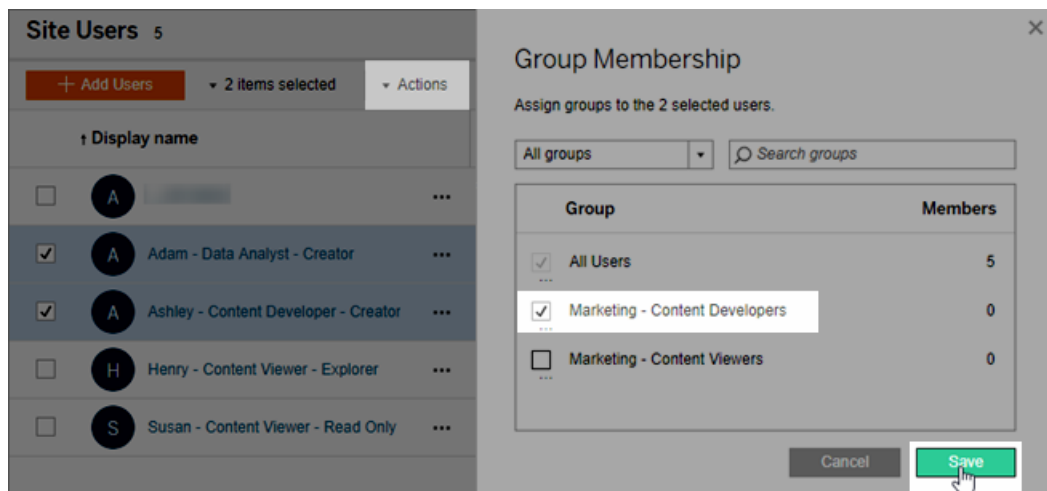 Site Users 5
+ Add Users
2 items selected
Actions
↑ Display name
A
A Adam - Data Analyst - Creator
A Ashley - Content Developer - Creator
H Henry - Content Viewer - Explorer
S Susan - Content Viewer - Read Only
Group Membership
Assign groups to the 2 selected users.
All groups
Search groups
Group Members
All Users 5
Marketing - Content Developers 0
Marketing - Content Viewers 0
Cancel
Save